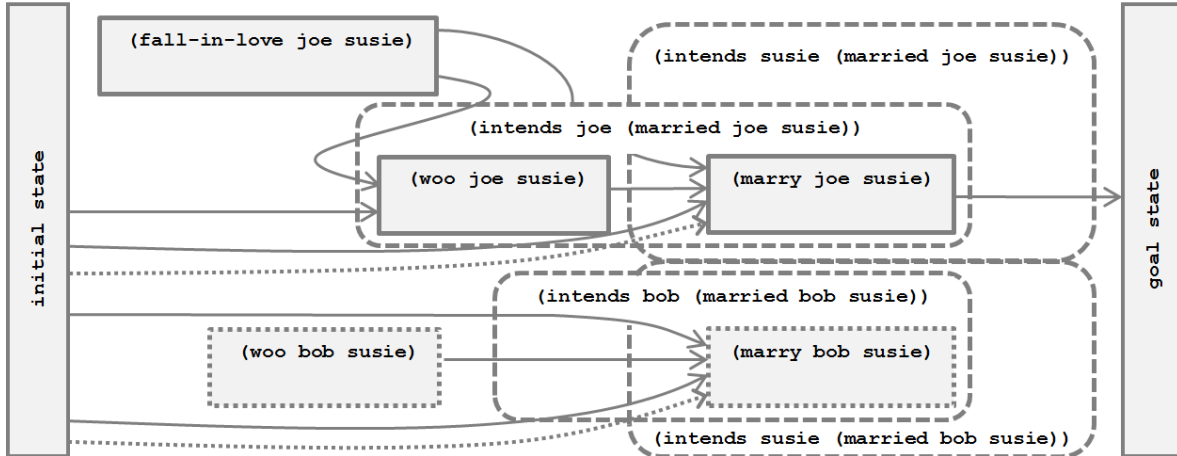 initial state
(fall-in-love joe susie)
(intends susie (married joe susie))
(intends joe (married joe susie))
(woo joe susie)
(marry joe susie)
(intends bob (married bob susie))
(woo bob susie)
(marry bob susie)
(intends susie (married bob susie))
goal state